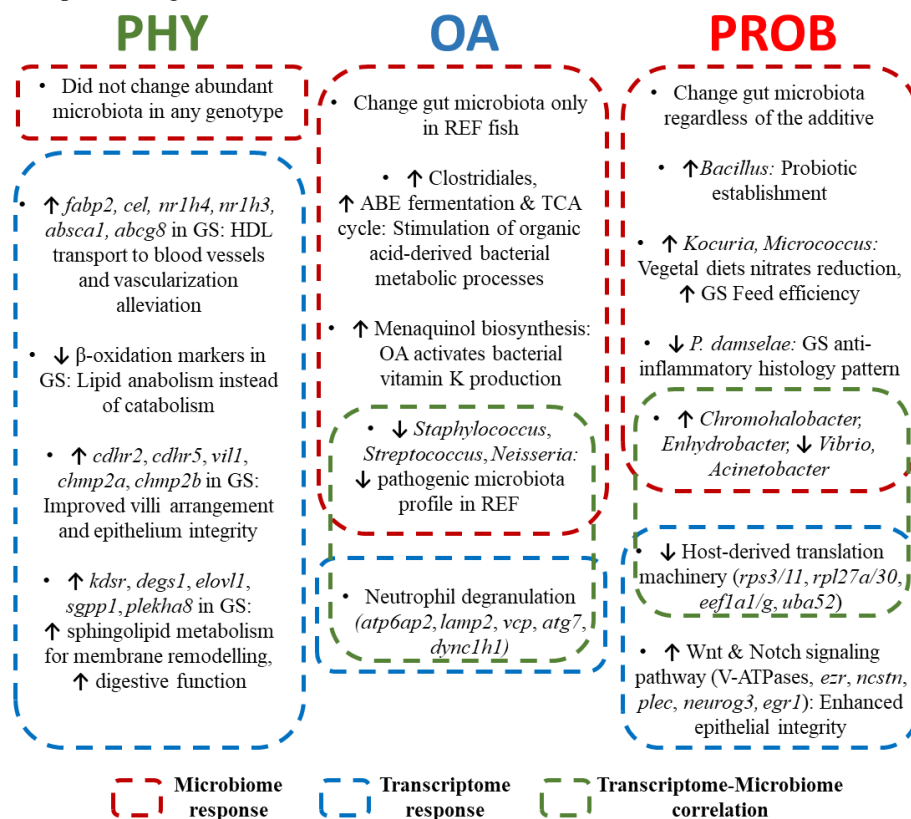 PHY
• Did not change abundant
microbiota in any genotype
• ↑ fabp2, cel, nr1h4, nr1h3,
absca1, abcg8 in GS: HDL
transport to blood vessels
and vascularization
alleviation
• ↓ β-oxidation markers in
GS: Lipid anabolism instead
of catabolism
• ↑ cdhr2, cdhr5, vil1,
chmp2a, chmp2b in GS:
Improved villi arrangement
and epithelium integrity
• ↑ kdsr, degs1, elovl1,
sgpp1, plekha8 in GS:
↑ sphingolipid metabolism
for membrane remodelling,
↑ digestive function
OA
• Change gut microbiota only
in REF fish
• ↑ Clostridiales,
↑ ABE fermentation & TCA
cycle: Stimulation of organic
acid-derived bacterial
metabolic processes
• ↑ Menaquinol biosynthesis:
OA activates bacterial
vitamin K production
• ↓ Staphylococcus,
Streptococcus, Neisseria:
↓ pathogenic microbiota
profile in REF
• Neutrophil degranulation
(atp6ap2, lamp2, vcp, atg7,
dync1h1)
PROB
• Change gut microbiota
regardless of the additive
• ↑Bacillus: Probiotic
establishment
• ↑ Kocuria, Micrococcus:
Vegetal diets nitrates reduction,
↑ GS Feed efficiency
• ↓ P. damselae: GS anti-
inflammatory histology pattern
• ↑ Chromohalobacter,
Enhydrobacter, ↓ Vibrio,
Acinetobacter
• ↓ Host-derived translation
machinery (rps3/11, rpl27a/30,
eef1a1/g, uba52)
• ↑ Wnt & Notch signaling
pathway (V-ATPases, ezr, ncstn,
plec, neurog3, egr1): Enhanced
epithelial integrity
Microbiome
response
Transcriptome
response
Transcriptome-Microbiome
correlation